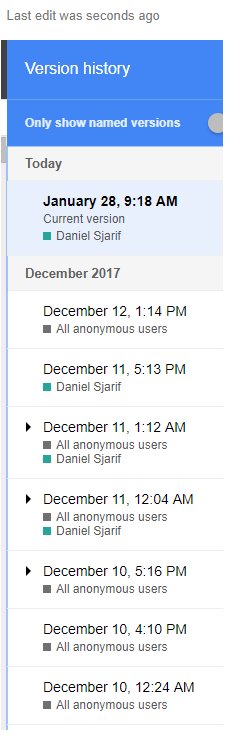 Last edit was seconds ago
Version history
Only show named versions
Today
January 28, 9:18 AM
Current version
Daniel Sjarif
December 2017
December 12, 1:14 PM
All anonymous users
December 11, 5:13 PM
Daniel Sjarif
December 11, 1:12 AM
All anonymous users
Daniel Sjarif
December 11, 12:04 AM
All anonymous users
Daniel Sjarif
December 10, 5:16 PM
All anonymous users
December 10, 4:10 PM
All anonymous users
December 10, 12:24 AM
All anonymous users